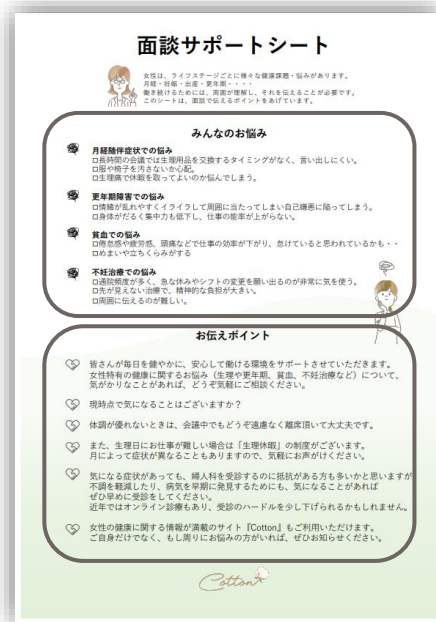 面談サポートシート
女性は、ライフステージごとに様々な健康課題・悩みがあります。
月経・妊娠・出産・更年期・・・・
働き続けるためには、周囲が理解し、それを伝えることが必要です。
このシートは、面談で伝えるポイントをあげています。
みんなのお悩み
月経随伴症状での悩み
□長時間の会議では生理用品を交換するタイミングがなく、言い出しにくい。
□服や椅子を汚さないか心配。
□生理痛で休暇を取ってよいのか悩んでしまう。
更年期障害での悩み
□情緒が乱れやすくイライラして周囲に当たってしまい自己嫌悪に陥ってしまう。
□身体がだるく集中力も低下し、仕事の能率が上がらない。
貧血での悩み
□倦怠感や疲労感、頭痛などで仕事の効率が下がり、怠けていると思われているかも・・
□めまいや立ちくらみがする
不妊治療での悩み
□通院頻度が多く、急な休みやシフトの変更を願い出るのが非常に気を使う。
□先が見えない治療で、精神的な負担が大きい。
□周囲に伝えるのが難しい。
お伝えポイント
皆さんが毎日を健やかに、安心して働ける環境をサポートさせていただきます。
女性特有の健康に関するお悩み（生理や更年期、貧血、不妊治療など）について、
気がかりなことがあれば、どうぞ気軽にご相談ください。
現時点で気になることはございますか？
体調が優れないときは、会議中でもどうぞ遠慮なく離席頂いて大丈夫です。
また、生理日にお仕事が難しい場合は「生理休暇」の制度がございます。
月によって症状が異なることもありますので、気軽にお声がけください。
気になる症状があっても、婦人科を受診するのに抵抗がある方も多いかと思いますが
不調を軽減したり、病気を早期に発見するためにも、気になることがあれば
ぜひ早めに受診をしてください。
近年ではオンライン診療もあり、受診のハードルを少し下げられるかもしれません。
女性の健康に関する情報が満載のサイト『Cotton』もご利用いただけます。
ご自身だけでなく、もし周りにお悩みの方がいれば、ぜひお知らせください。
Cotton